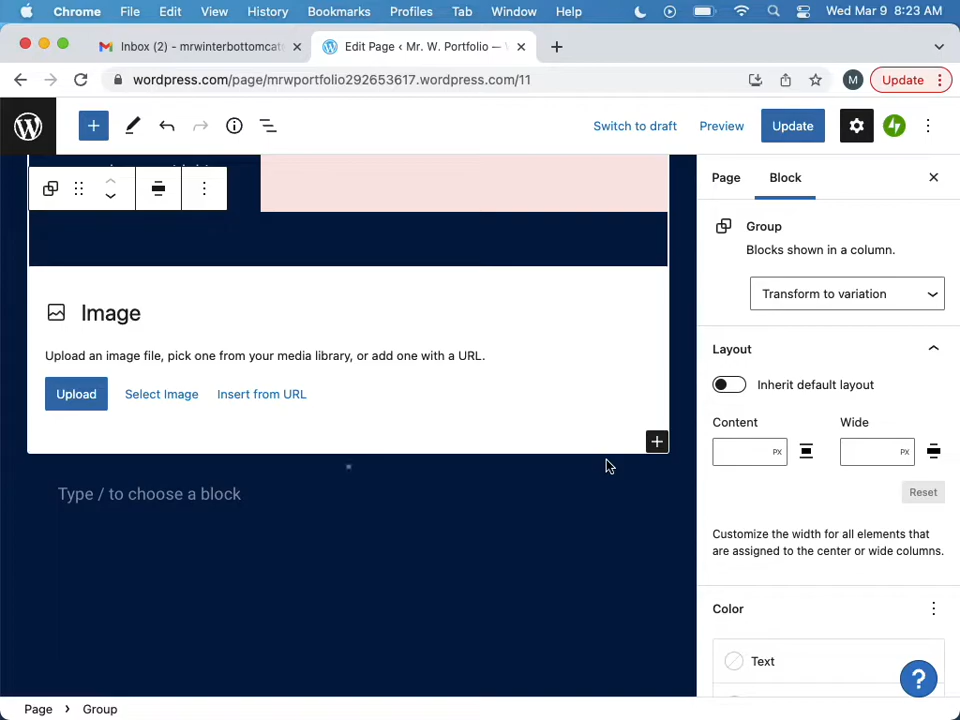 Chrome File Edit View History Bookmarks Profiles Tab Window Help Wed Mar 9 8:23 AM
Inbox (2) - mrwinterbottomcat
Edit Page ‹ Mr. W. Portfolio —
wordpress.com/page/mrwportfolio292653617.wordpress.com/11
M
Update
Switch to draft
Preview
Update
Page
Block
Group
Blocks shown in a column.
Transform to variation
Image
Upload an image file, pick one from your media library, or add one with a URL.
Upload
Select Image
Insert from URL
Layout
Inherit default layout
Content
Wide
PX
PX
Reset
Type / to choose a block
Customize the width for all elements that
are assigned to the center or wide columns.
Color
Text
?
Page › Group